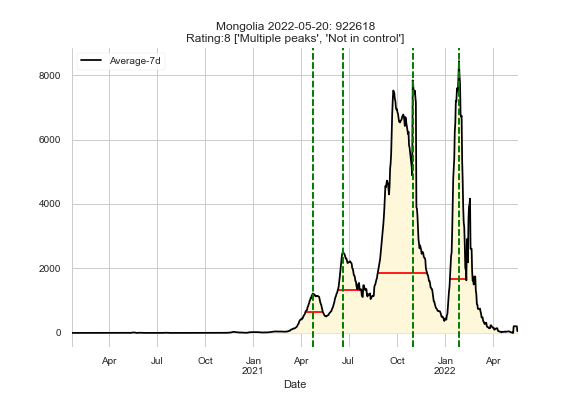 Mongolia 2022-05-20: 922618
Rating:8 ['Multiple peaks', 'Not in control']
Average-7d
8000
6000
4000
2000
0
Apr Jul Oct Jan Apr Jul Oct Jan Apr
2021 2022
Date